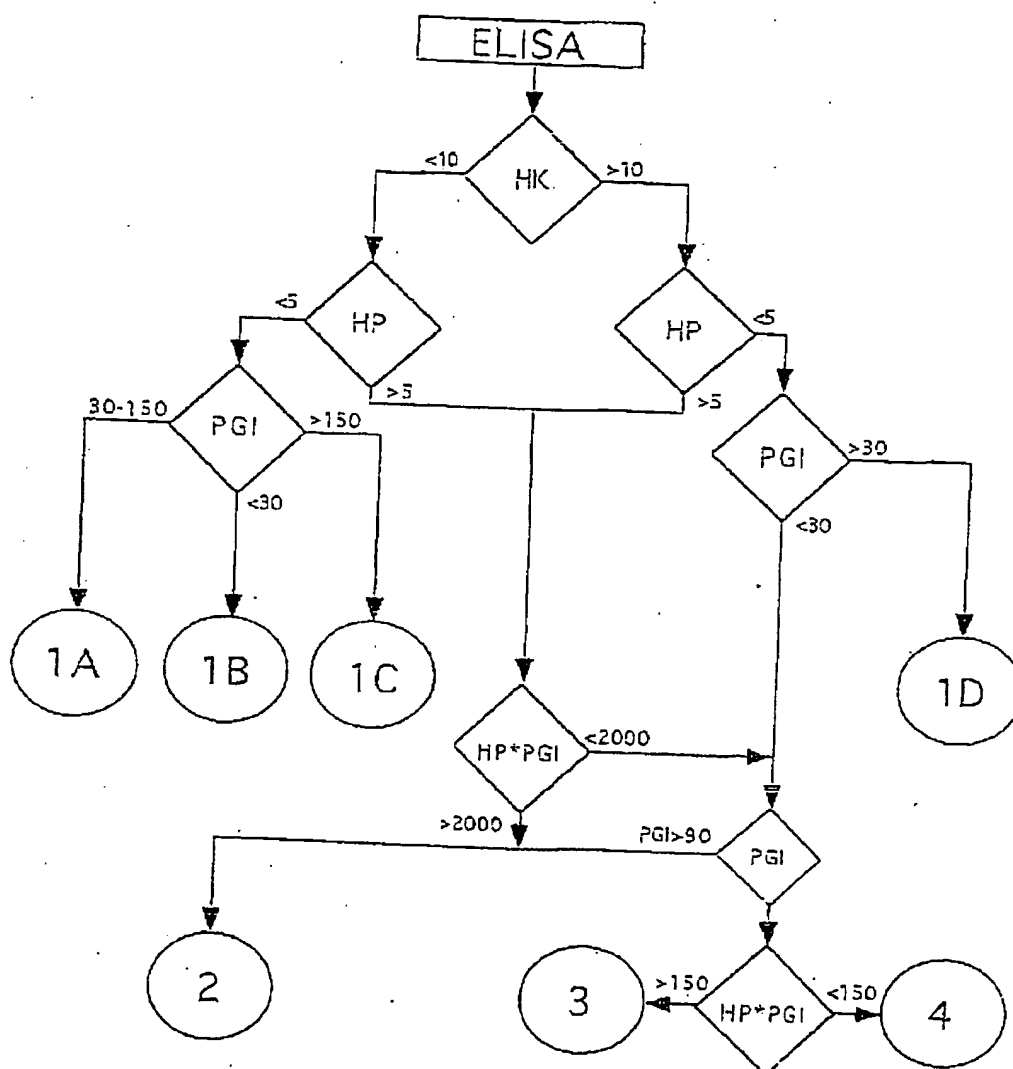 ELISA
HK
<10
>10
HP
<5
>5
HP
<5
>5
PGI
30-150
>150
<30
PGI
>30
<30
1A
1B
1C
1D
HP*PGI
<2000
>2000
PGI
PGI>90
HP*PGI
>150
<150
2
3
4